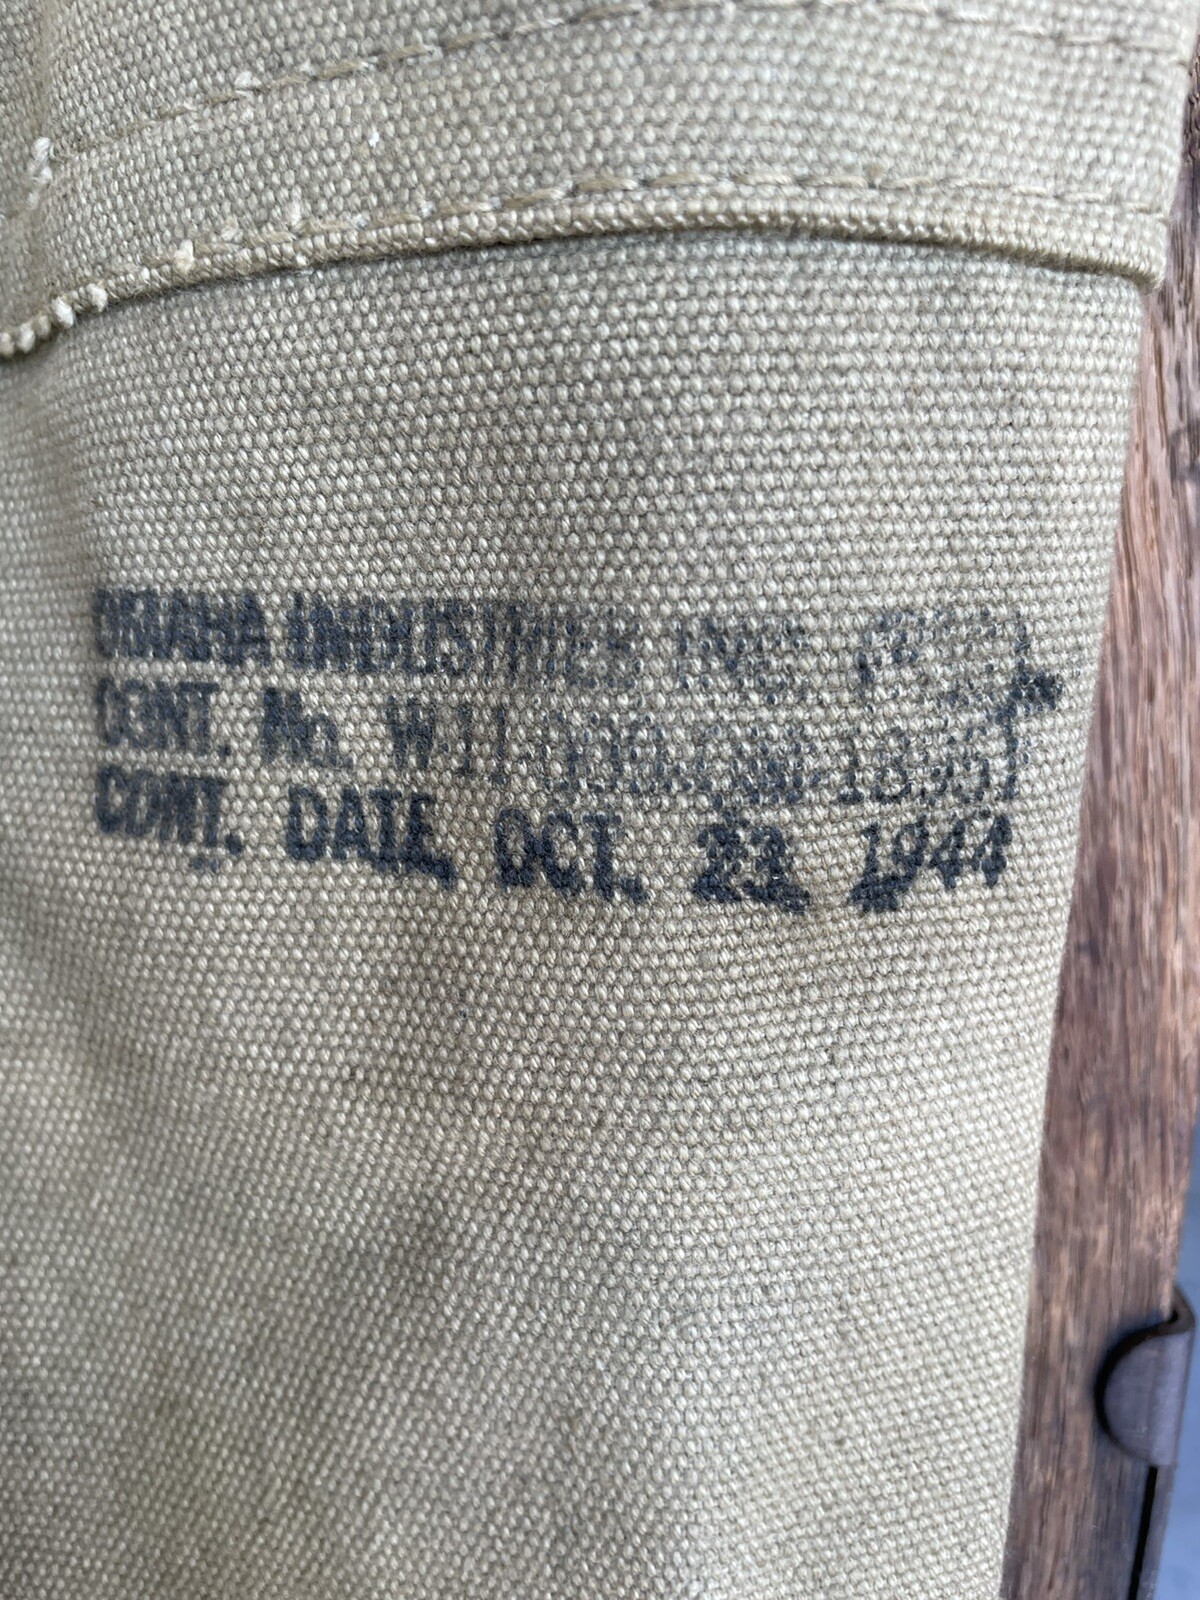 OMAHA INDUSTRIES INC.
CONT. No. W-11
CONT. DATE, OCT. 23, 1944